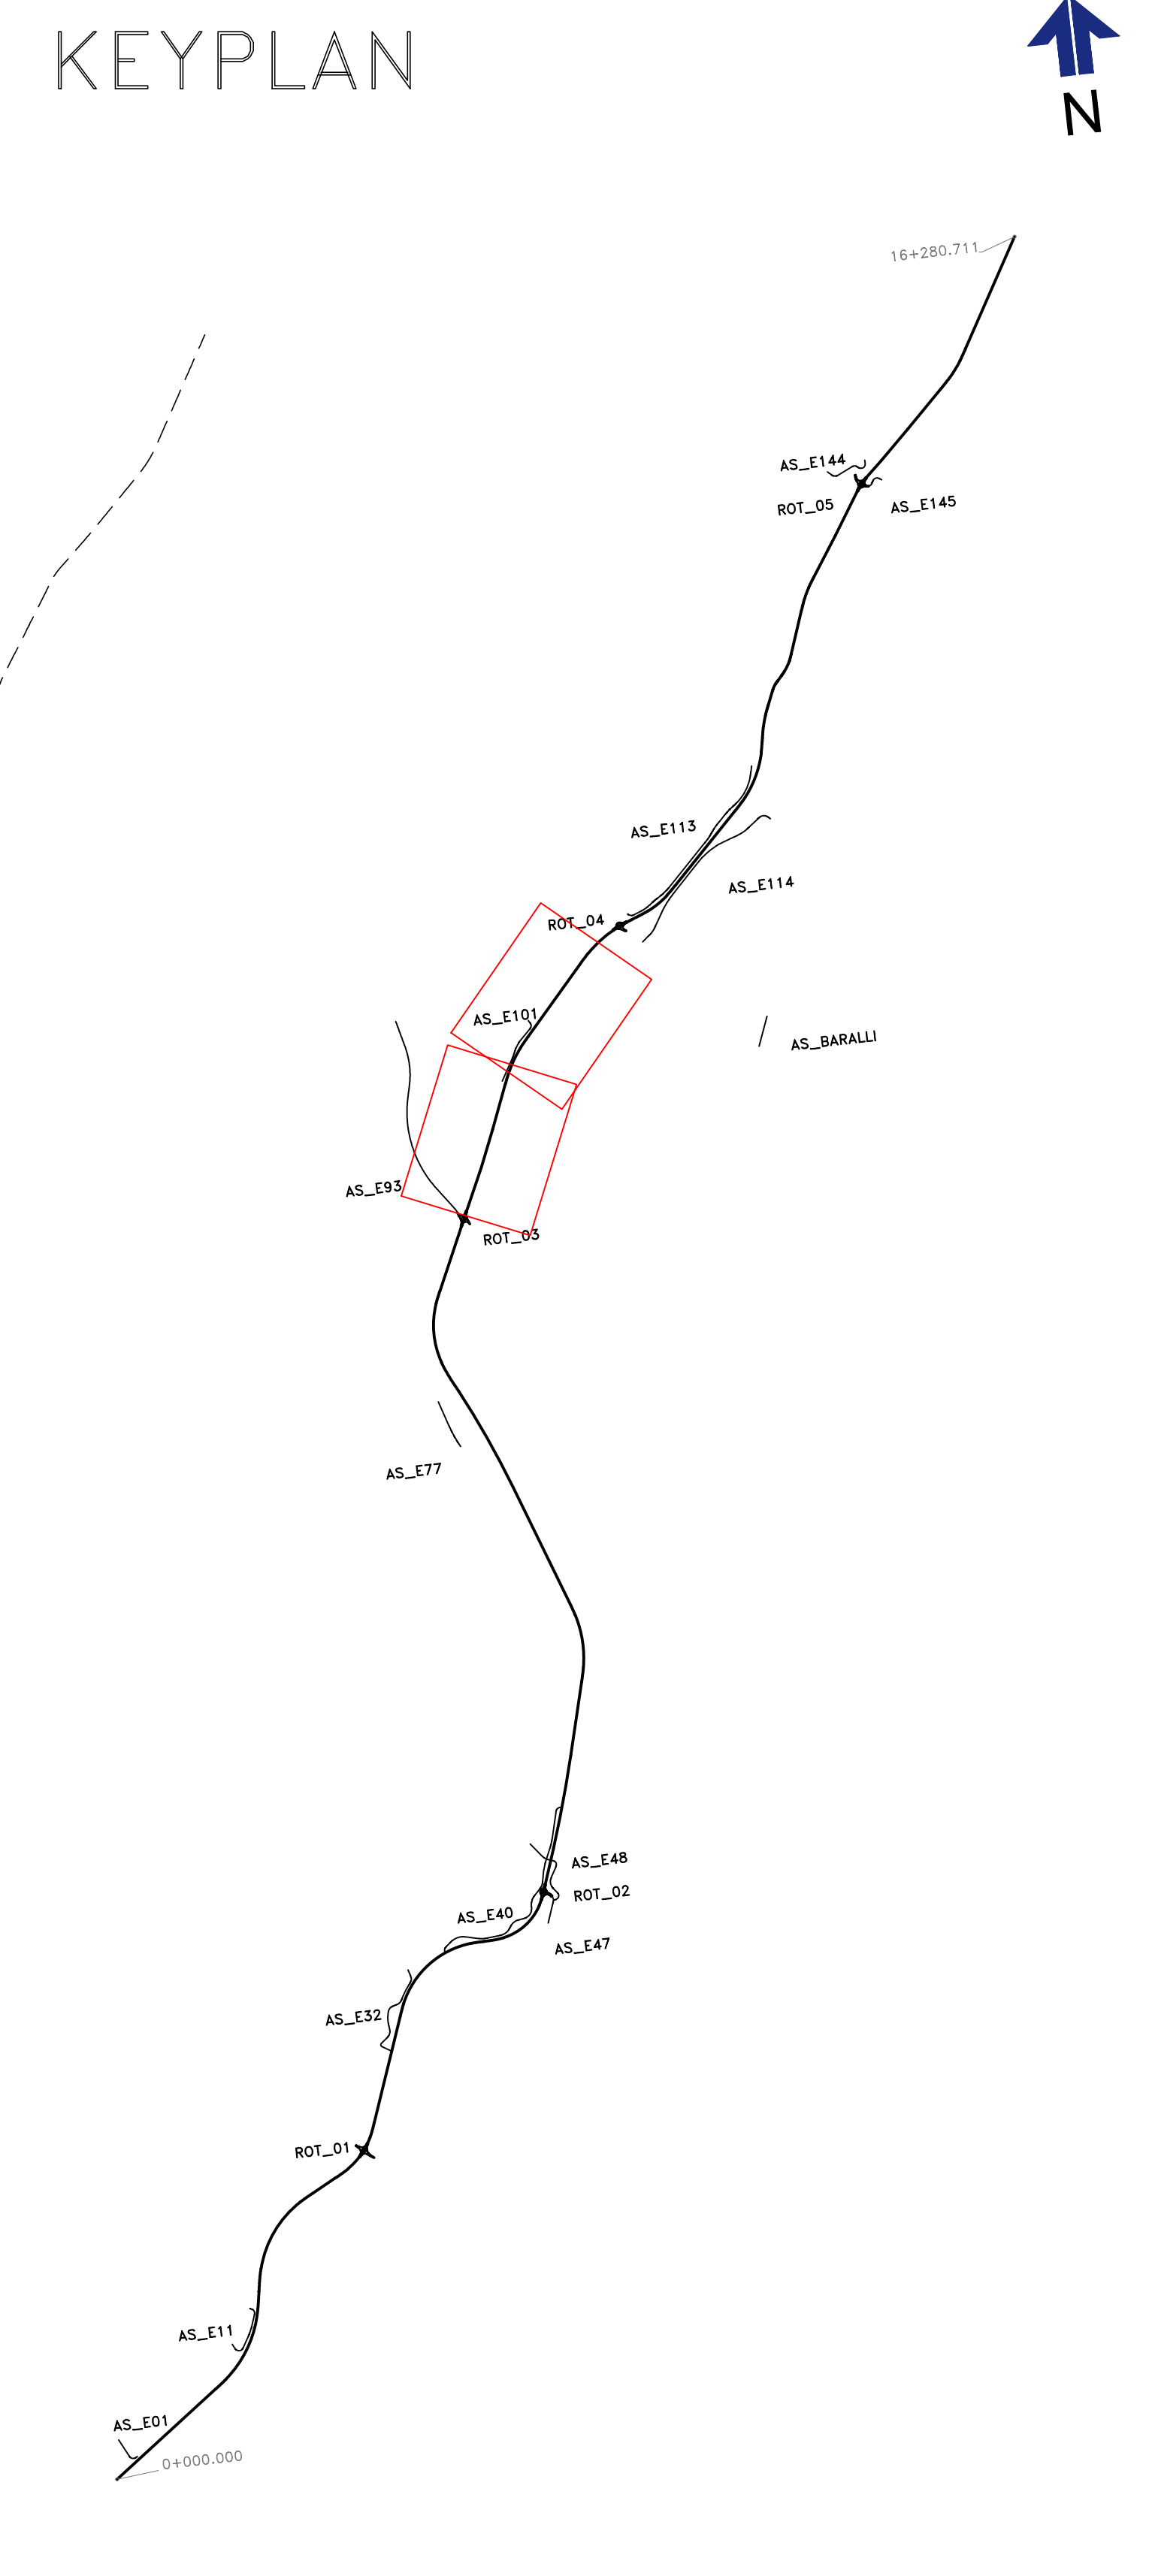 KEYPLAN
N
16+280.711
AS_E144
ROT_05
AS_E145
AS_E113
AS_E114
ROT_04
AS_E101
AS_BARALLI
AS_E93
ROT_03
AS_E77
AS_E48
ROT_02
AS_E40
AS_E47
AS_E32
ROT_01
AS_E11
AS_E01
0+000.000